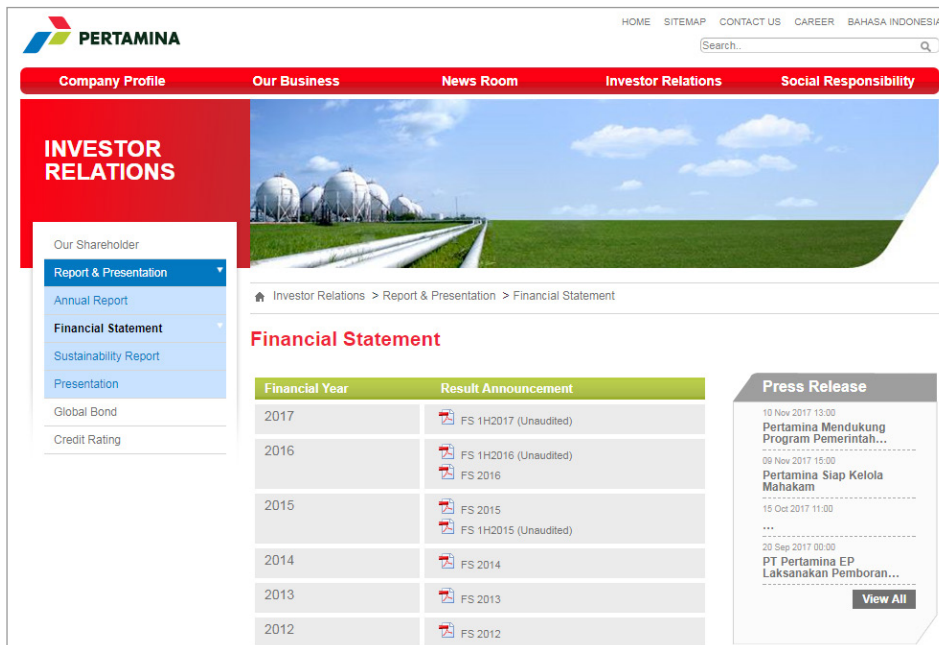 HOME SITEMAP CONTACT US CAREER BAHASA INDONESIA
PERTAMINA
Search..
Company Profile Our Business News Room Investor Relations Social Responsibility
INVESTOR
RELATIONS
Our Shareholder
Report & Presentation
Annual Report
Financial Statement
Sustainability Report
Presentation
Global Bond
Credit Rating
Investor Relations > Report & Presentation > Financial Statement
Financial Statement
Financial Year Result Announcement
2017 FS 1H2017 (Unaudited)
2016 FS 1H2016 (Unaudited)
FS 2016
2015 FS 2015
FS 1H2015 (Unaudited)
2014 FS 2014
2013 FS 2013
2012 FS 2012
Press Release
10 Nov 2017 13:00
Pertamina Mendukung
Program Pemerintah...
09 Nov 2017 15:00
Pertamina Siap Kelola
Mahakam
15 Oct 2017 11:00
...
20 Sep 2017 00:00
PT Pertamina EP
Laksanakan Pemboran...
View All